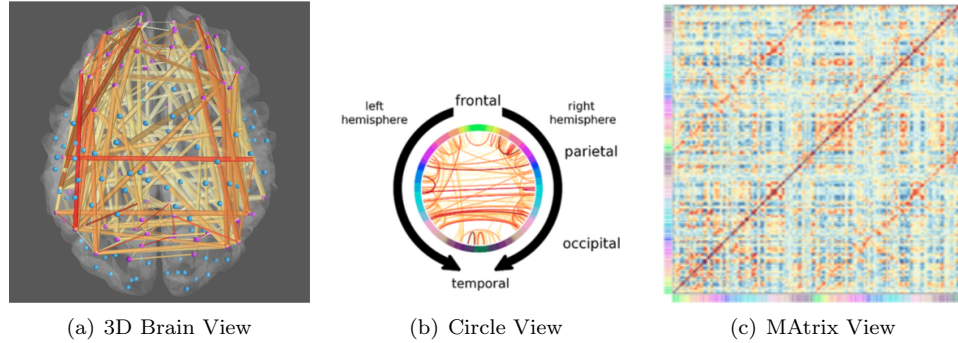 frontal
left
hemisphere
right
hemisphere
parietal
occipital
temporal
(a) 3D Brain View
(b) Circle View
(c) MAtrix View